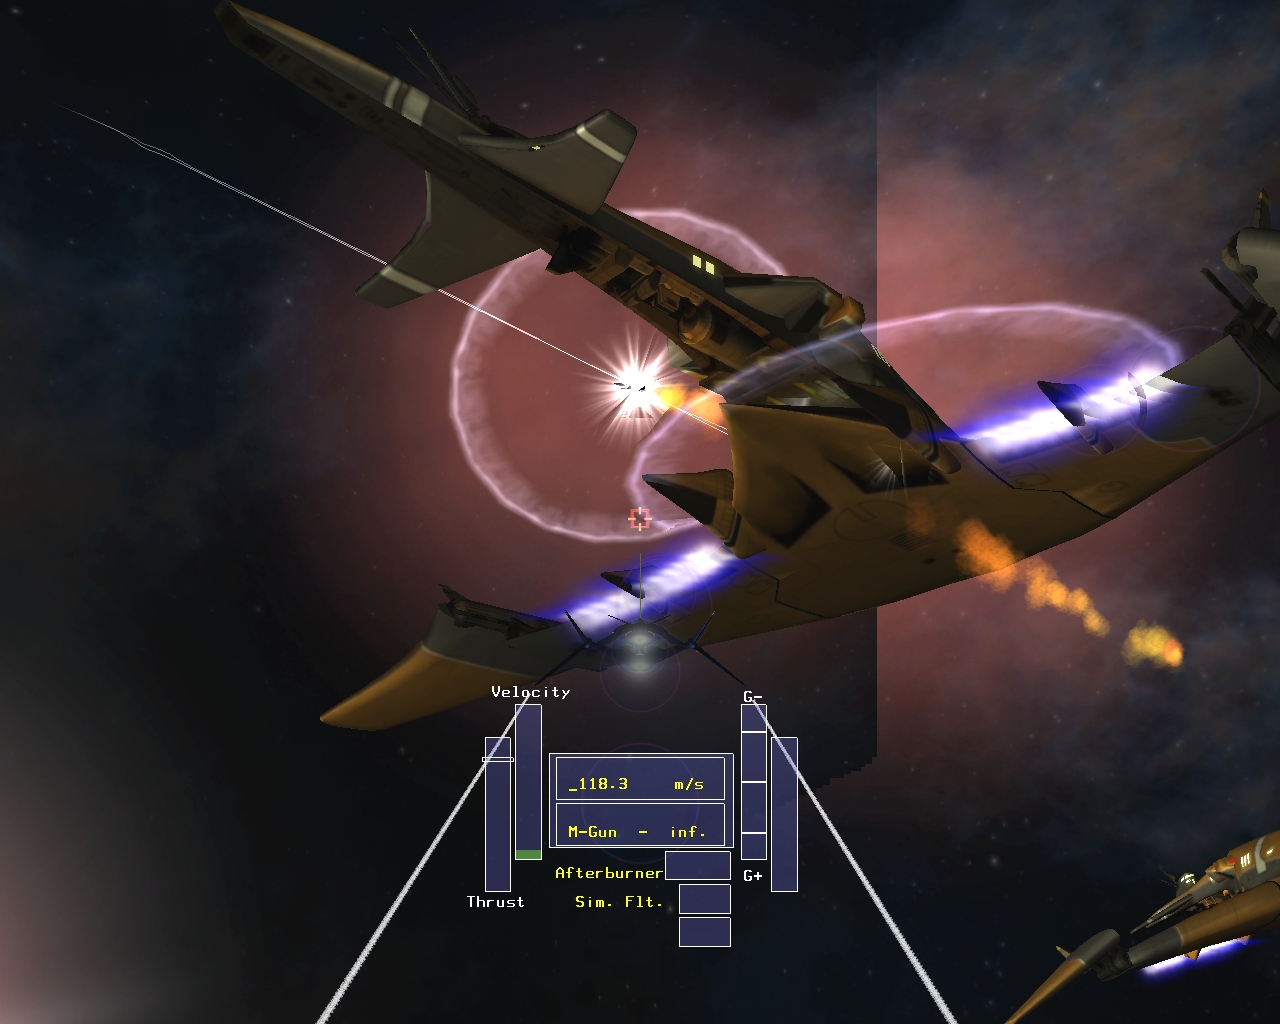 Velocity
G-
_118.3 m/s
M-Gun - inf.
Afterburner
G+
Thrust
Sim. Flt.